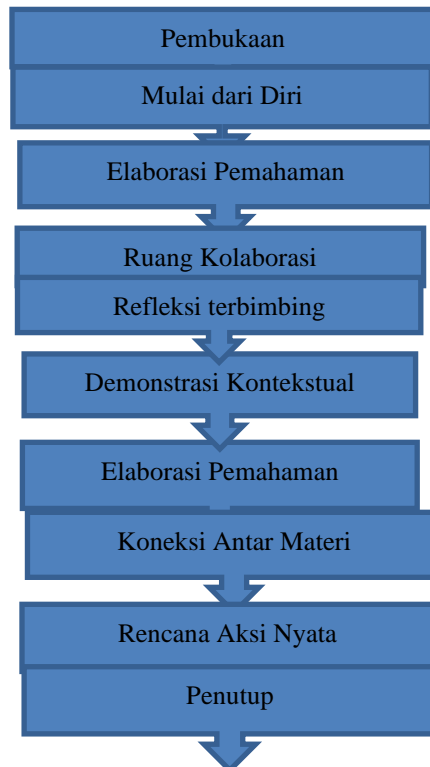 Pembukaan
Mulai dari Diri
Elaborasi Pemahaman
Ruang Kolaborasi
Refleksi terbimbing
Demonstrasi Kontekstual
Elaborasi Pemahaman
Koneksi Antar Materi
Rencana Aksi Nyata
Penutup